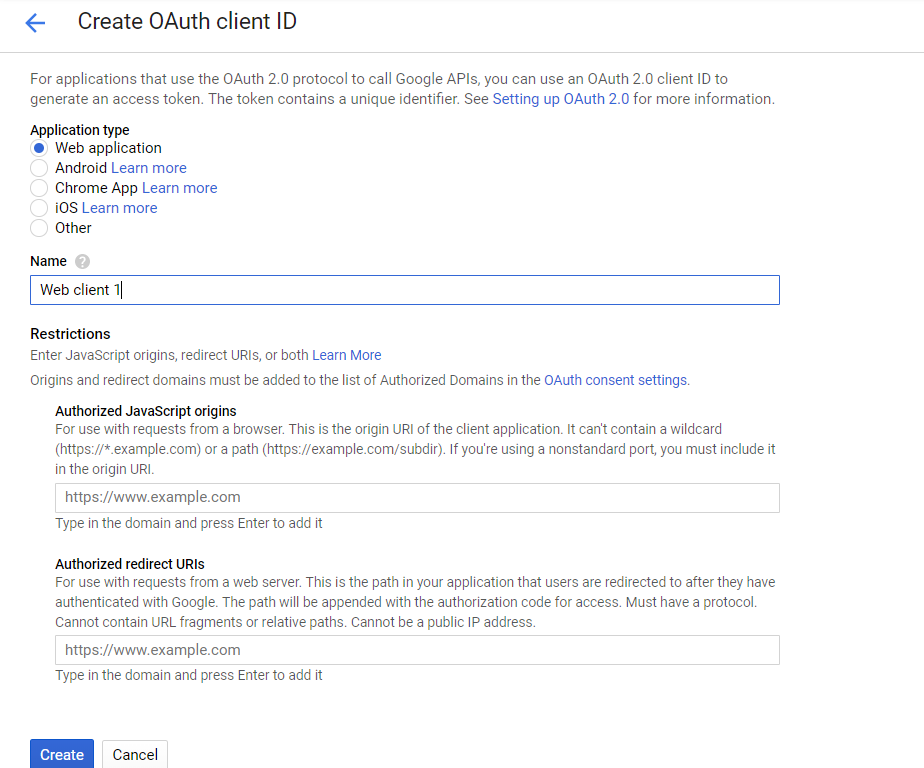 Create OAuth client ID
For applications that use the OAuth 2.0 protocol to call Google APIs, you can use an OAuth 2.0 client ID to
generate an access token. The token contains a unique identifier. See Setting up OAuth 2.0 for more information.
Application type
Web application
Android Learn more
Chrome App Learn more
iOS Learn more
Other
Name ?
Web client 1
Restrictions
Enter JavaScript origins, redirect URIs, or both Learn More
Origins and redirect domains must be added to the list of Authorized Domains in the OAuth consent settings.
Authorized JavaScript origins
For use with requests from a browser. This is the origin URI of the client application. It can't contain a wildcard
(https://*.example.com) or a path (https://example.com/subdir). If you're using a nonstandard port, you must include it
in the origin URI.
https://www.example.com
Type in the domain and press Enter to add it
Authorized redirect URIs
For use with requests from a web server. This is the path in your application that users are redirected to after they have
authenticated with Google. The path will be appended with the authorization code for access. Must have a protocol.
Cannot contain URL fragments or relative paths. Cannot be a public IP address.
https://www.example.com
Type in the domain and press Enter to add it
Create Cancel